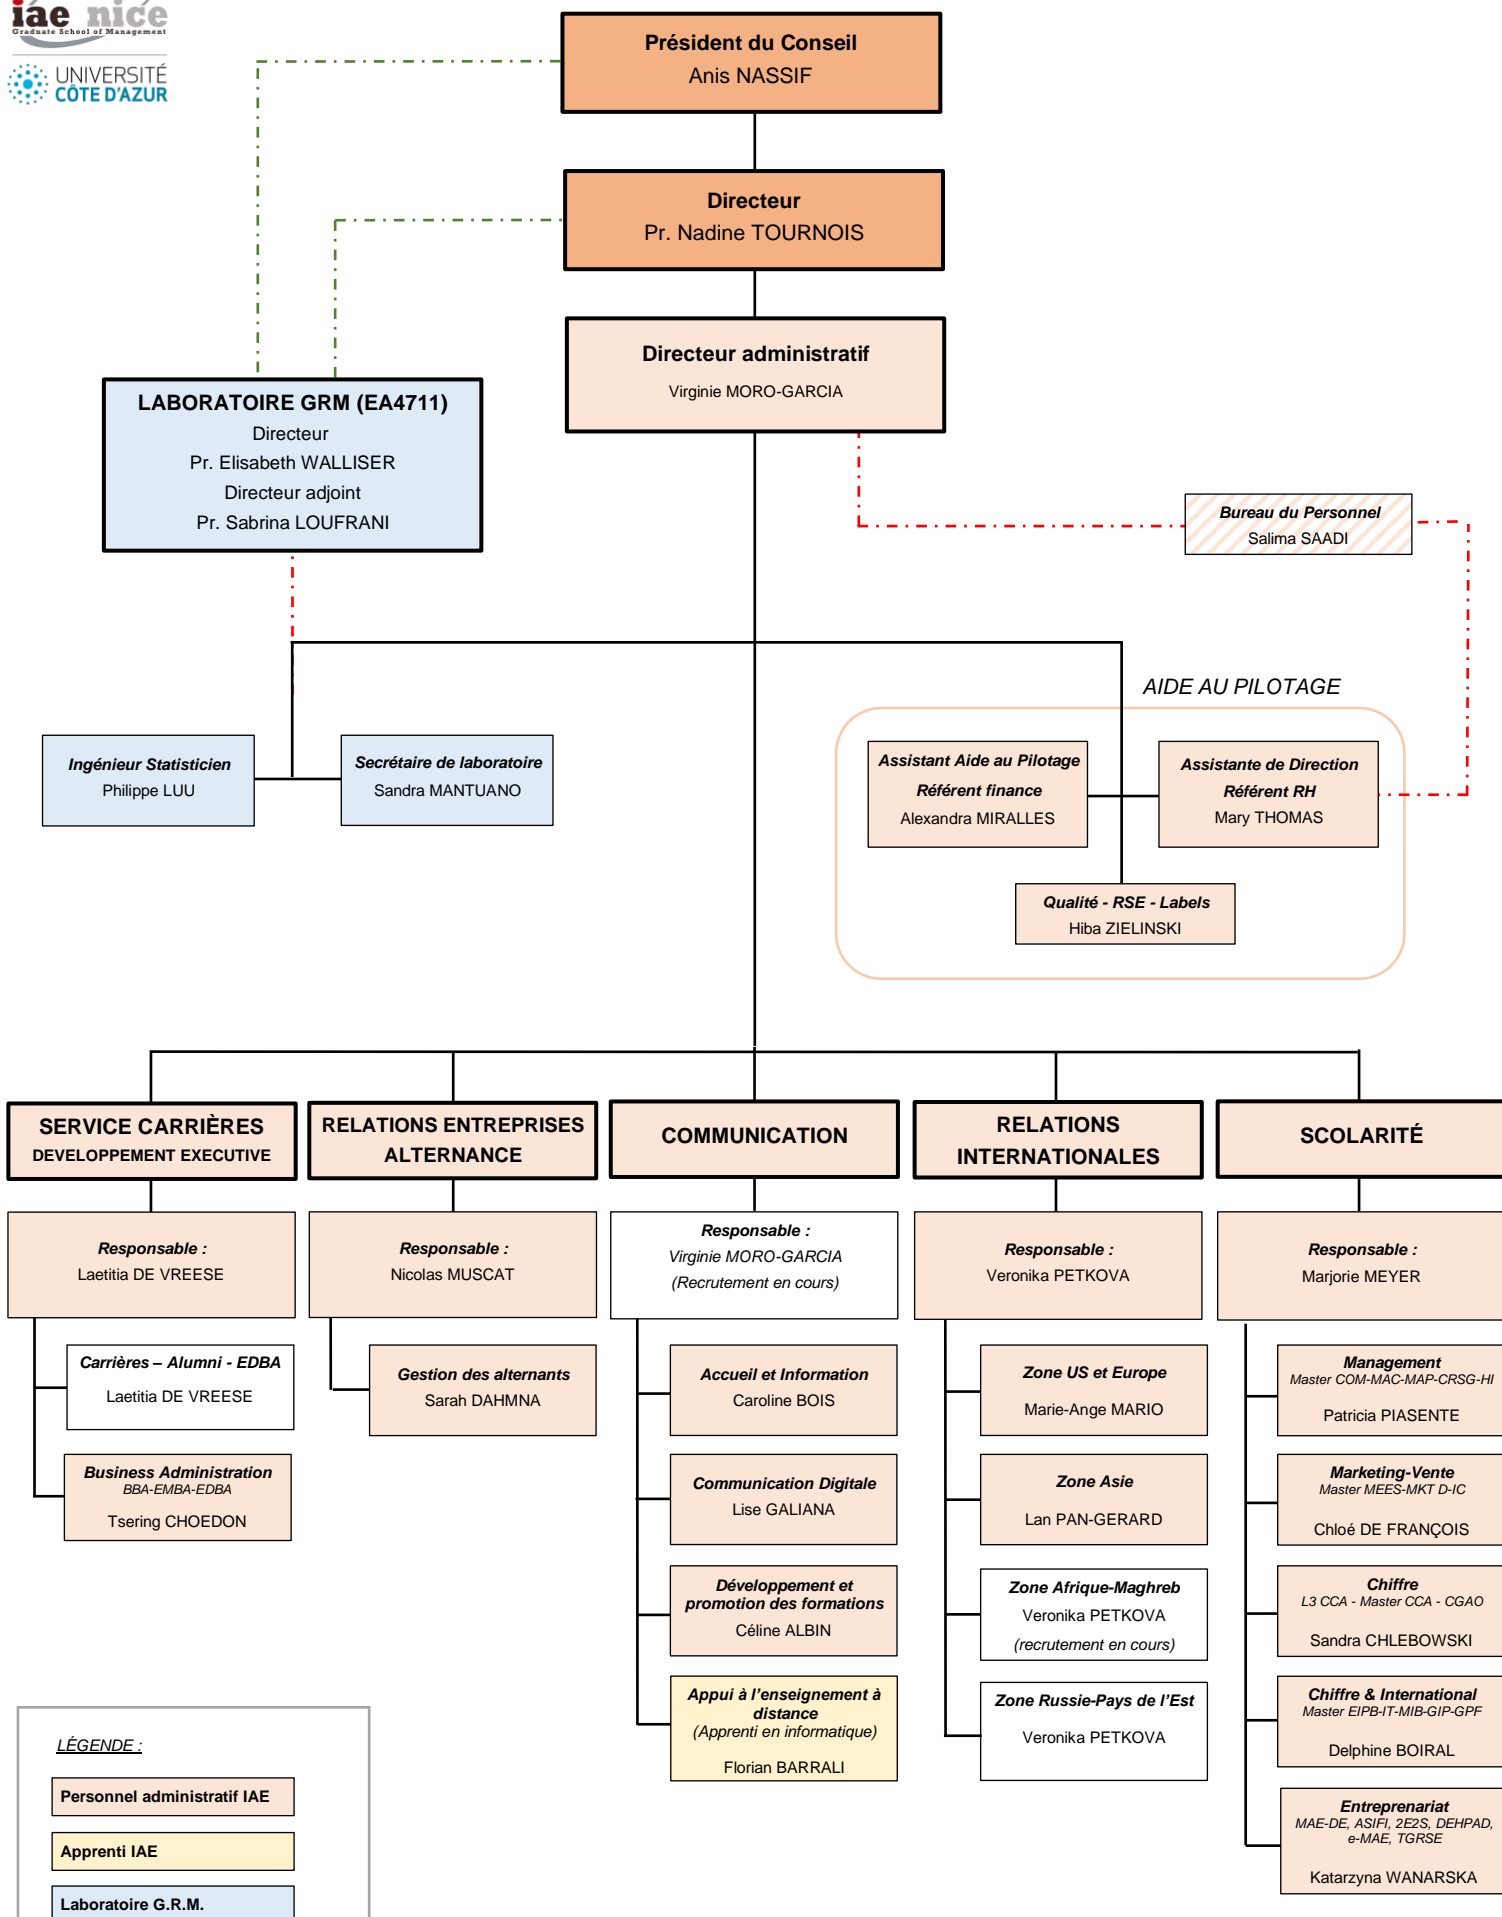 iae nice
Graduate School of Management
UNIVERSITÉ
CÔTE D'AZUR
Président du Conseil
Anis NASSIF
Directeur
Pr. Nadine TOURNOIS
Directeur administratif
Virginie MORO-GARCIA
LABORATOIRE GRM (EA4711)
Directeur
Pr. Elisabeth WALLISER
Directeur adjoint
Pr. Sabrina LOUFRANI
Bureau du Personnel
Salima SAADI
AIDE AU PILOTAGE
Ingénieur Statisticien
Philippe LUU
Secrétaire de laboratoire
Sandra MANTUANO
Assistant Aide au Pilotage
Référent finance
Alexandra MIRALLES
Assistante de Direction
Référent RH
Mary THOMAS
Qualité - RSE - Labels
Hiba ZIELINSKI
SERVICE CARRIÈRES
DEVELOPPEMENT EXECUTIVE
Responsable :
Laetitia DE VREESE
Carrières – Alumni - EDBA
Laetitia DE VREESE
Business Administration
BBA-EMBA-EDBA
Tsering CHOEDON
RELATIONS ENTREPRISES
ALTERNANCE
Responsable :
Nicolas MUSCAT
Gestion des alternants
Sarah DAHMNA
COMMUNICATION
Responsable :
Virginie MORO-GARCIA
(Recrutement en cours)
Accueil et Information
Caroline BOIS
Communication Digitale
Lise GALIANA
Développement et
promotion des formations
Céline ALBIN
Appui à l'enseignement à
distance
(Apprenti en informatique)
Florian BARRALI
RELATIONS
INTERNATIONALES
Responsable :
Veronika PETKOVA
Zone US et Europe
Marie-Ange MARIO
Zone Asie
Lan PAN-GERARD
Zone Afrique-Maghreb
Veronika PETKOVA
(recrutement en cours)
Zone Russie-Pays de l'Est
Veronika PETKOVA
SCOLARITÉ
Responsable :
Marjorie MEYER
Management
Master COM-MAC-MAP-CRSG-HI
Patricia PIASENTE
Marketing-Vente
Master MEES-MKT D-IC
Chloé DE FRANÇOIS
Chiffre
L3 CCA - Master CCA - CGAO
Sandra CHLEBOWSKI
Chiffre & International
Master EIPB-IT-MIB-GIP-GPF
Delphine BOIRAL
Entreprenariat
MAE-DE, ASIFI, 2E2S, DEHPAD,
e-MAE, TGRSE
Katarzyna WANARSKA
LÉGENDE :
Personnel administratif IAE
Apprenti IAE
Laboratoire G.R.M.